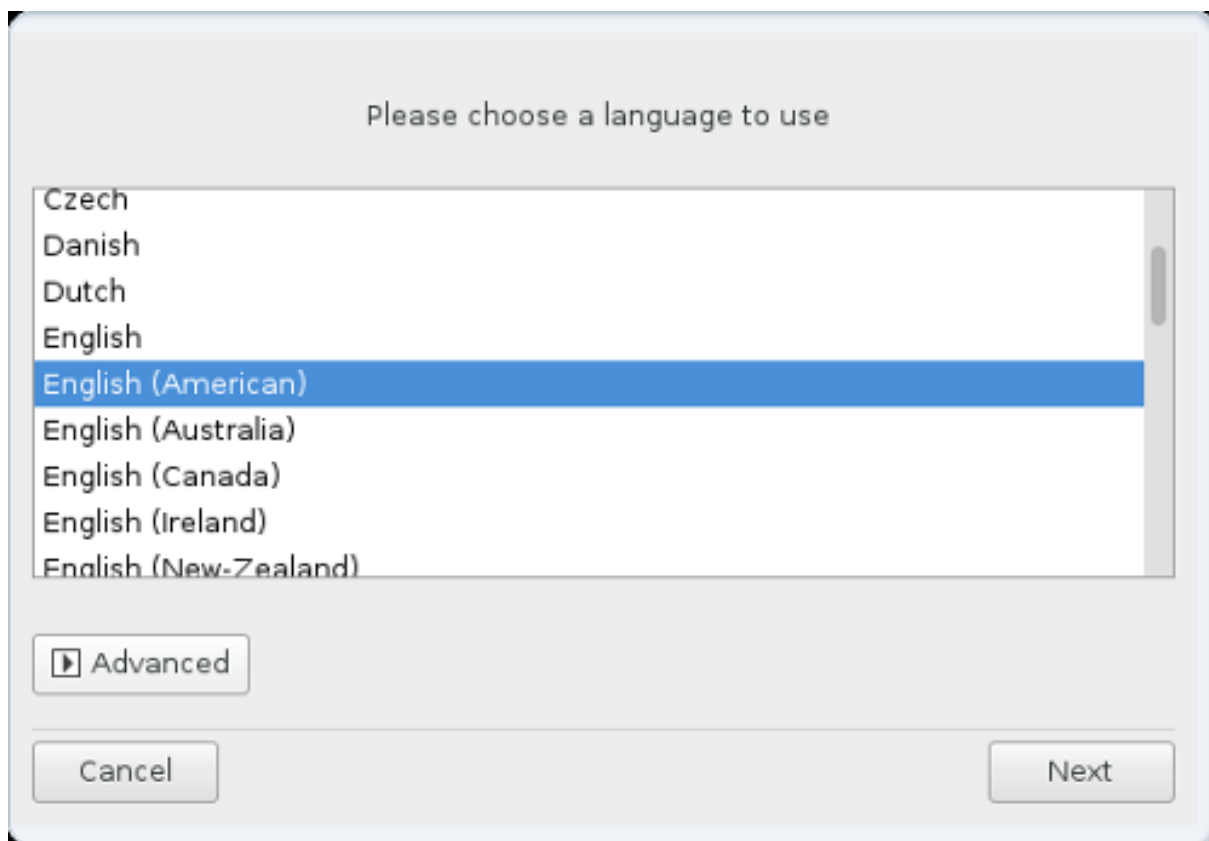 Please choose a language to use
Czech
Danish
Dutch
English
English (American)
English (Australia)
English (Canada)
English (Ireland)
English (New-Zealand)
Advanced
Cancel
Next